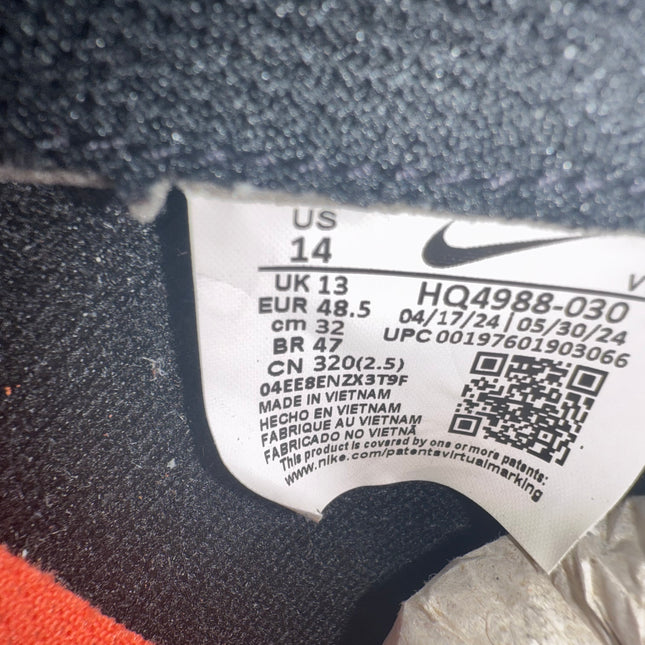 US
14
UK 13
EUR 48.5
cm 32
BR 47
CN 320(2.5)
04EE8ENZX3T9F
MADE IN VIETNAM
HECHO EN VIETNAM
FABRIQUE AU VIETNAM
FABRICADO NO VIETNÃ
This product is covered by one or more patents:
www.nike.com/patentsvirtualmarking
V
HQ4988-030
04/17/24 | 05/30/24
UPC 00197601903066